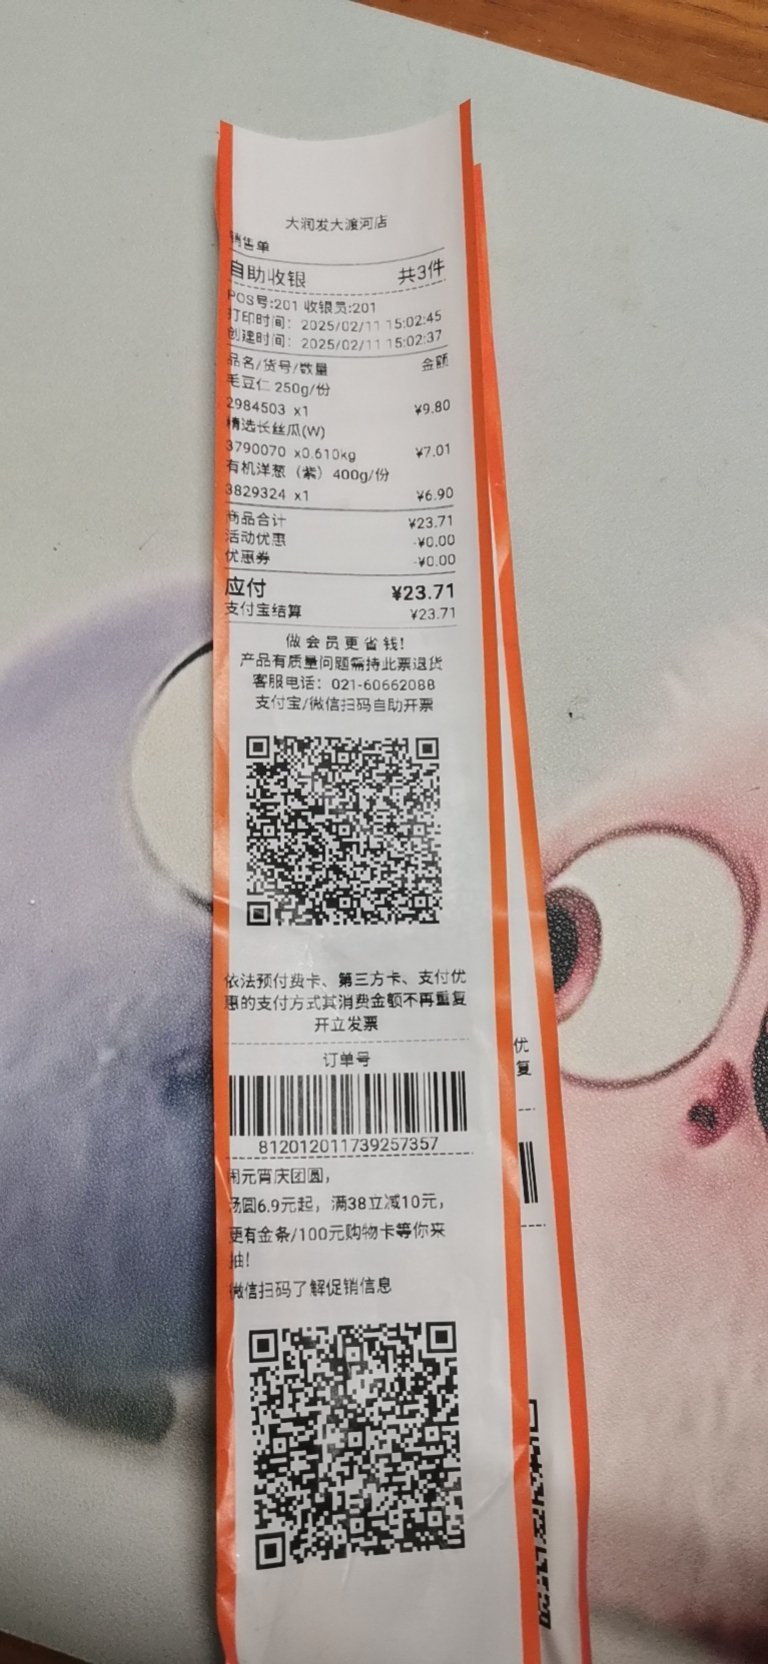 大润发大渡河店
销售单
自助收银 共3件
POS号:201 收银员:201
打印时间: 2025/02/11 15:02:45
创建时间: 2025/02/11 15:02:37
品名/货号/数量 金额
毛豆仁 250g/份
2984503 x1 ¥9.80
精选长丝瓜(W)
3790070 x0.610kg ¥7.01
有机洋葱（紫）400g/份
3829324 x1 ¥6.90
商品合计 ¥23.71
活动优惠 -¥0.00
优惠券 -¥0.00
应付 ¥23.71
支付宝结算 ¥23.71
做会员更省钱!
产品有质量问题需持此票退货
客服电话: 021-60662088
支付宝/微信扫码自助开票
依法预付费卡、第三方卡、支付优
惠的支付方式其消费金额不再重复
开立发票
订单号
812012011739257357
闹元宵庆团圆,
汤圆6.9元起, 满38立减10元,
更有金条/100元购物卡等你来
抽!
微信扫码了解促销信息
优
复